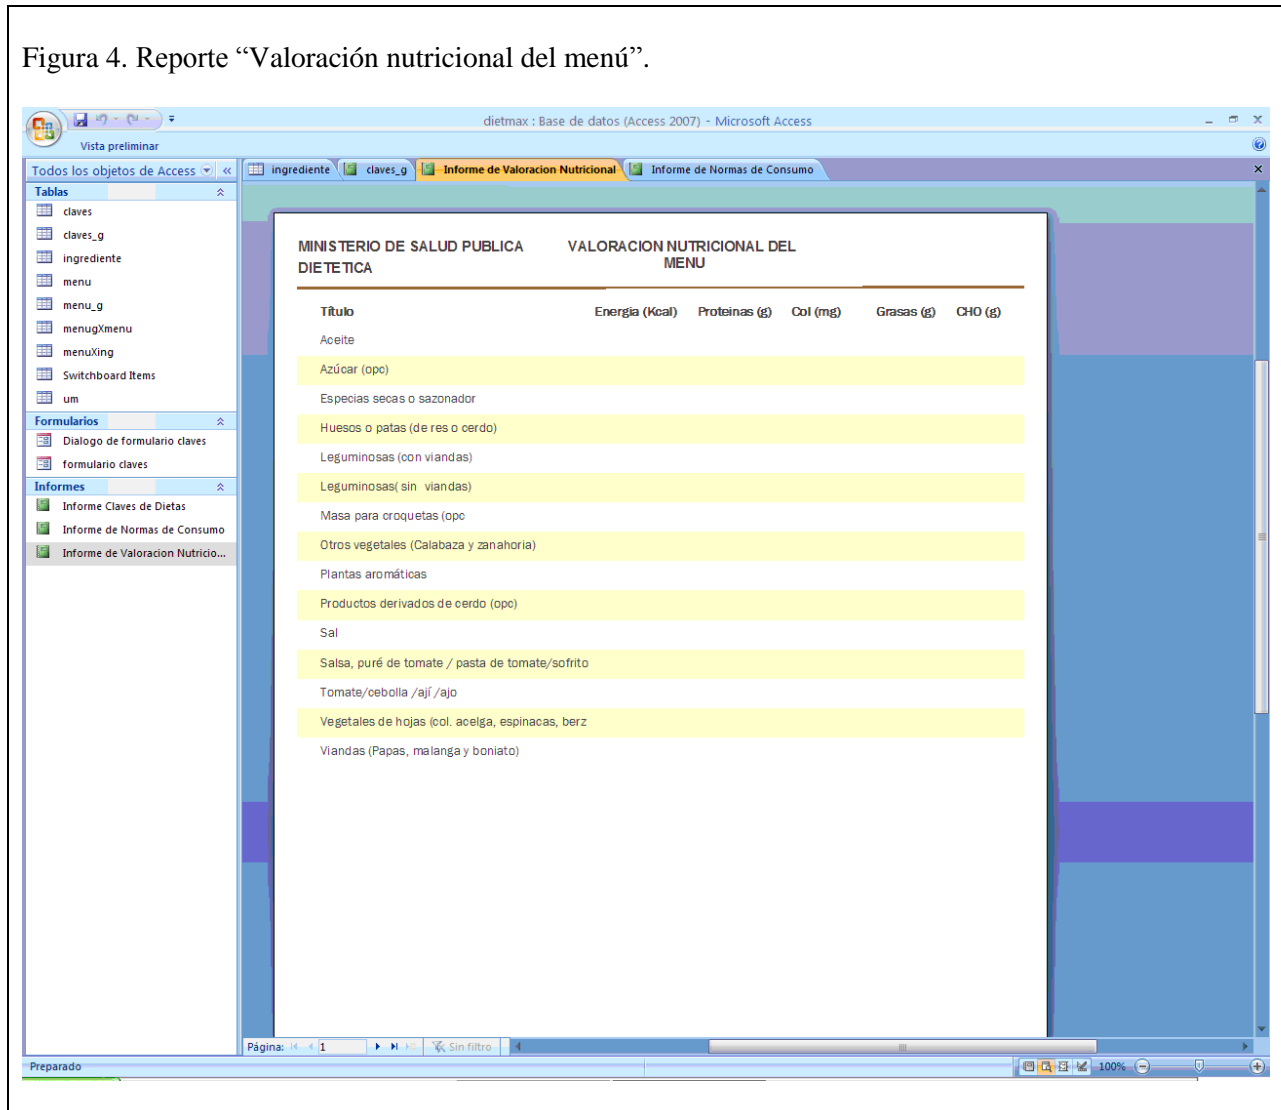 Figura 4. Reporte “Valoración nutricional del menú”.
dietmax : Base de datos (Access 2007) - Microsoft Access
Vista preliminar
Todos los objetos de Access
ingrediente
claves_g
Informe de Valoracion Nutricional
Informe de Normas de Consumo
Tablas
claves
claves_g
ingrediente
menu
menu_g
menugXmenu
menuXing
Switchboard Items
um
Formularios
Dialogo de formulario claves
formulario claves
Informes
Informe Claves de Dietas
Informe de Normas de Consumo
Informe de Valoracion Nutricio...
MINISTERIO DE SALUD PUBLICA
DIETETICA
VALORACION NUTRICIONAL DEL
MENU
Título Energia (Kcal) Proteinas (g) Col (mg) Grasas (g) CHO (g)
Aceite
Azúcar (opc)
Especias secas o sazonador
Huesos o patas (de res o cerdo)
Leguminosas (con viandas)
Leguminosas( sin viandas)
Masa para croquetas (opc
Otros vegetales (Calabaza y zanahoria)
Plantas aromáticas
Productos derivados de cerdo (opc)
Sal
Salsa, puré de tomate / pasta de tomate/sofrito
Tomate/cebolla /ají /ajo
Vegetales de hojas (col. acelga, espinacas, berz
Viandas (Papas, malanga y boniato)
Página: 1 Sin filtro
Preparado 100%